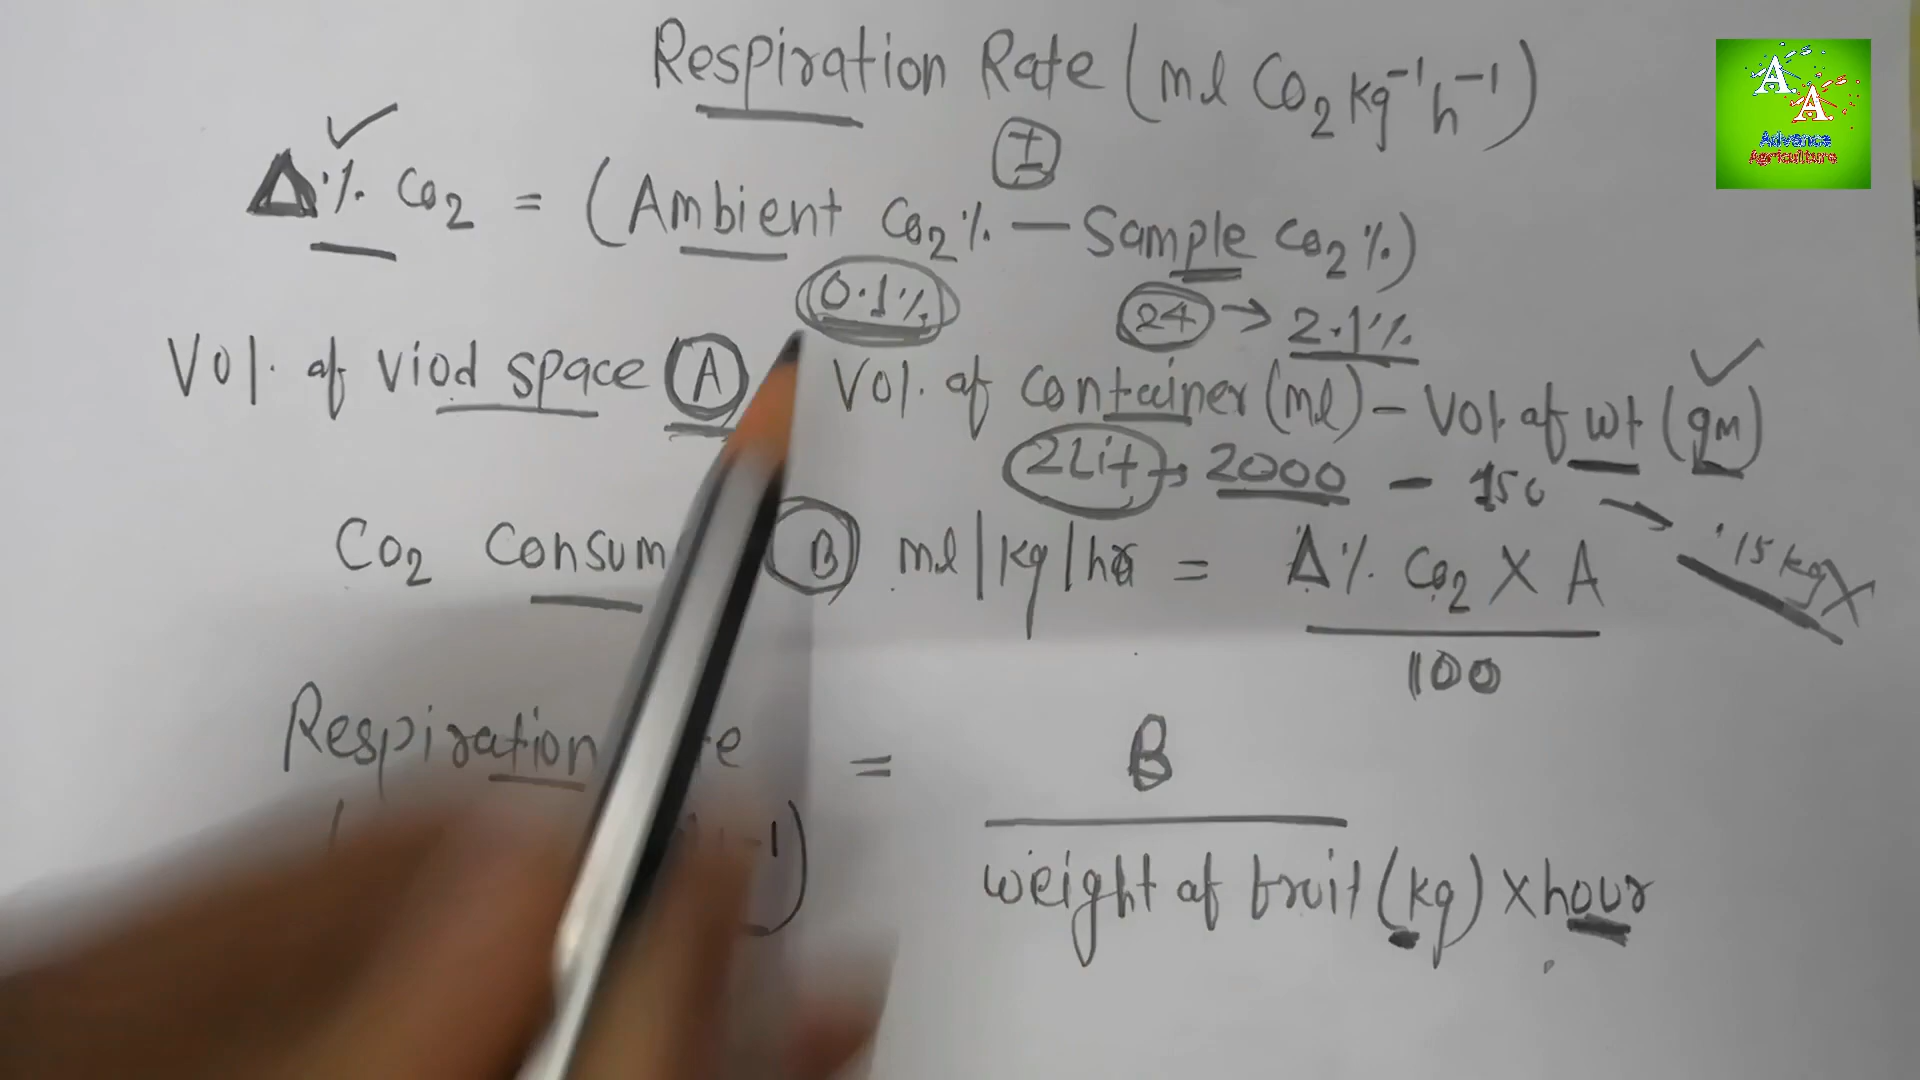 Respiration Rate (ml Co2 kg-1 h-1)
I
Δ% Co2 = (Ambient Co2% - Sample Co2%)
0.1% 24 → 2.1%
Vol. of Viod space A Vol. of container (ml) - Vol. of wt (gm)
2Lit → 2000 - 150 → .15 kg X
Co2 Consum B ml/kg/hr = Δ% Co2 X A
100
Respiration = B
weight of fruit (kg) X hour
A A
Advance
Agriculture